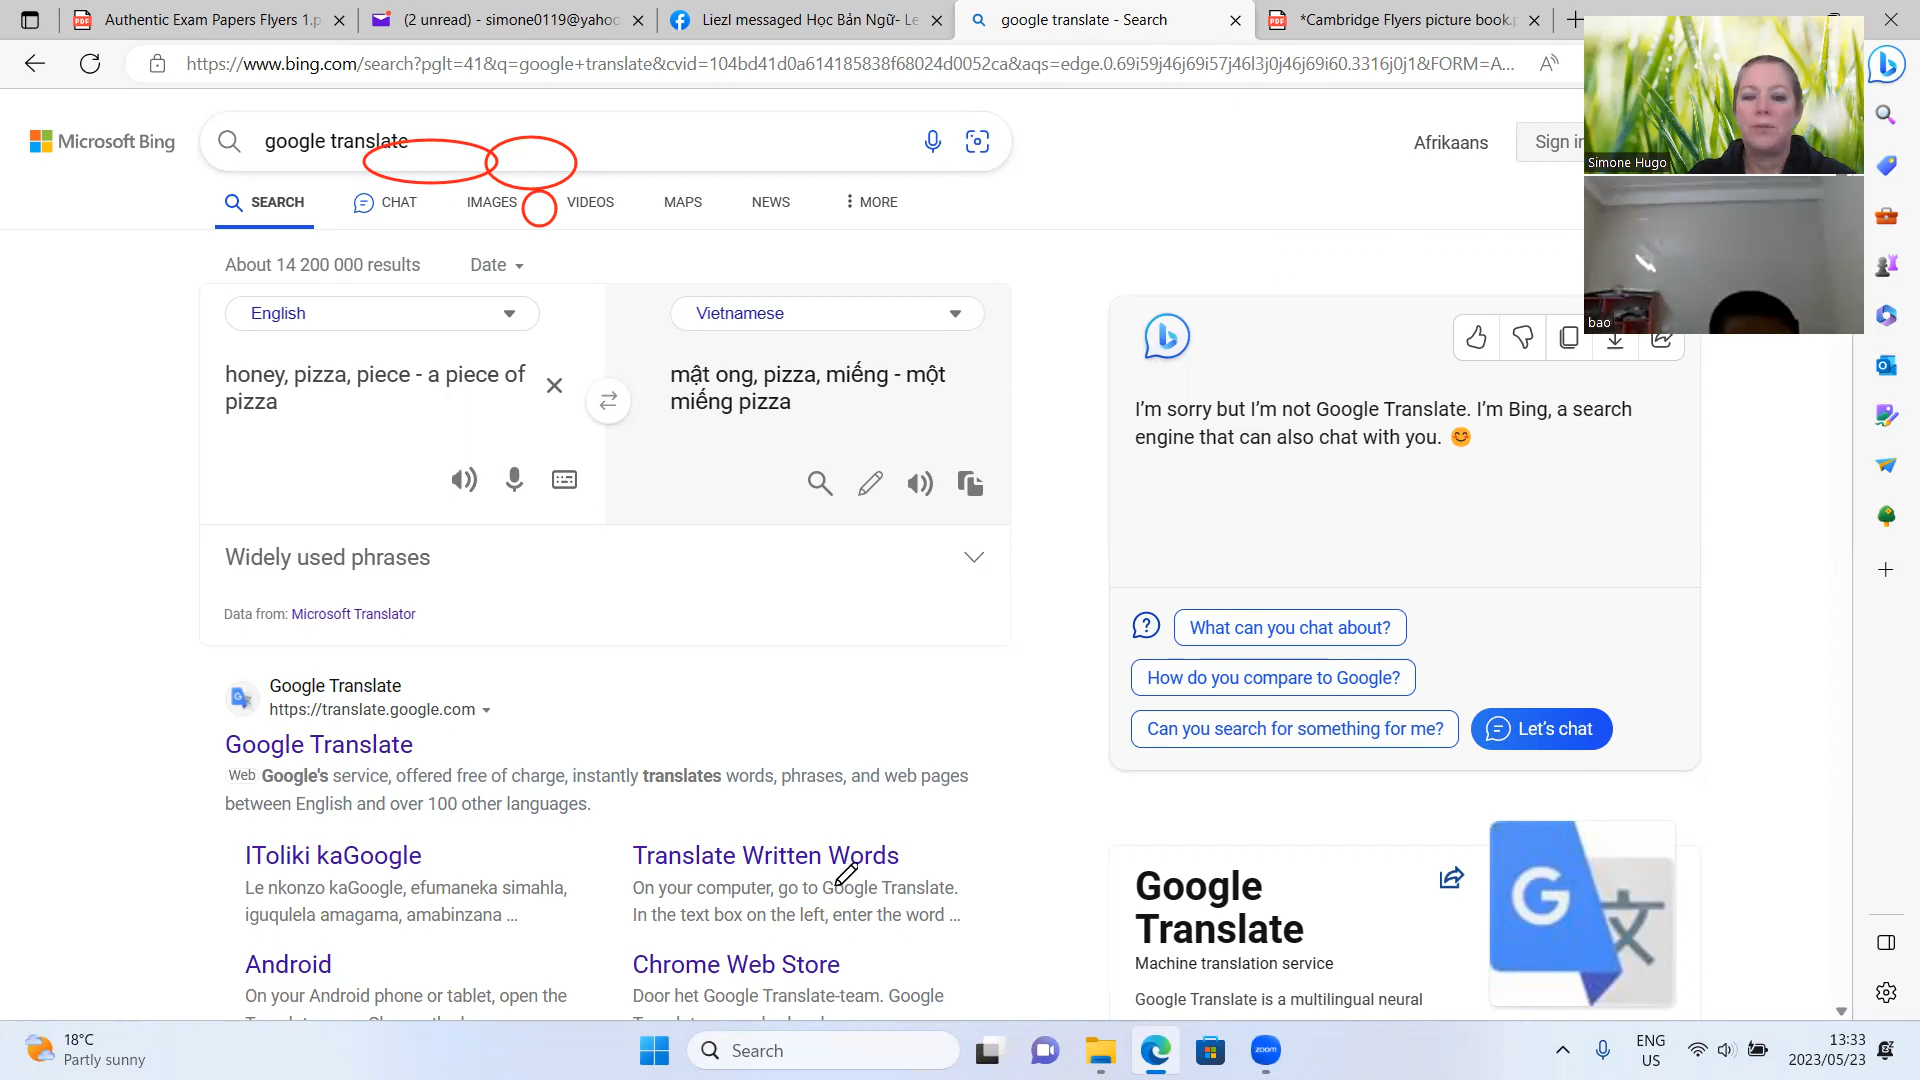 Authentic Exam Papers Flyers 1.p
(2 unread) - simone0119@yahoo
Liezl messaged Học Bản Ngữ- Le
google translate - Search
*Cambridge Flyers picture book.p
https://www.bing.com/search?pglt=41&q=google+translate&cvid=104bd41d0a614185838f68024d0052ca&aqs=edge.0.69i59j46j69i57j46l3j0j46j69i60.3316j0j1&FORM=A...
Microsoft Bing
google translate
Afrikaans
Sign in
Simone Hugo
bao
SEARCH
CHAT
IMAGES
VIDEOS
MAPS
NEWS
MORE
About 14 200 000 results
Date
English
Vietnamese
honey, pizza, piece - a piece of
pizza
mật ong, pizza, miếng - một
miếng pizza
Widely used phrases
Data from: Microsoft Translator
I'm sorry but I'm not Google Translate. I'm Bing, a search
engine that can also chat with you. 😊
What can you chat about?
How do you compare to Google?
Can you search for something for me?
Let's chat
Google Translate
https://translate.google.com
Google Translate
Web Google's service, offered free of charge, instantly translates words, phrases, and web pages
between English and over 100 other languages.
IToliki kaGoogle
Le nkonzo kaGoogle, efumaneka simahla,
iguqulela amagama, amabinzana ...
Translate Written Words
On your computer, go to Google Translate.
In the text box on the left, enter the word ...
Android
On your Android phone or tablet, open the
Chrome Web Store
Door het Google Translate-team. Google
Google
Translate
Machine translation service
Google Translate is a multilingual neural
18°C
Partly sunny
Search
zoom
ENG
US
13:33
2023/05/23